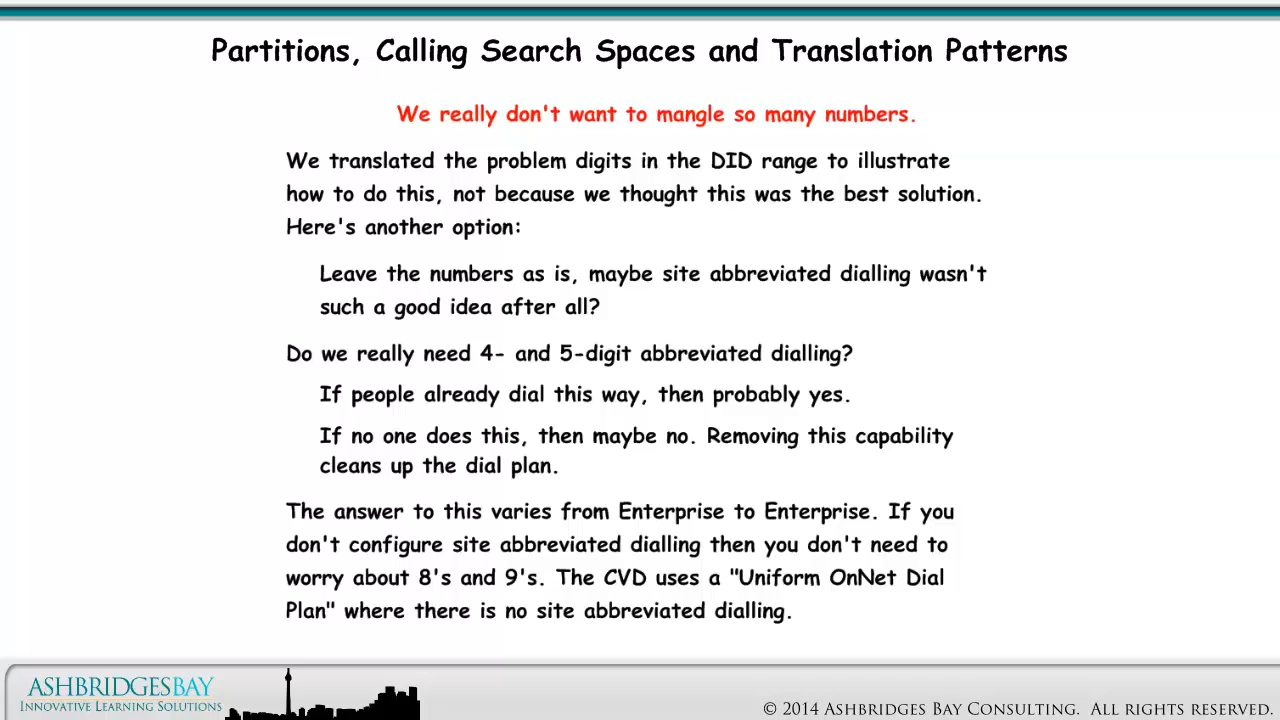 Partitions, Calling Search Spaces and Translation Patterns
We really don't want to mangle so many numbers.
We translated the problem digits in the DID range to illustrate
how to do this, not because we thought this was the best solution.
Here's another option:
Leave the numbers as is, maybe site abbreviated dialling wasn't
such a good idea after all?
Do we really need 4- and 5-digit abbreviated dialling?
If people already dial this way, then probably yes.
If no one does this, then maybe no. Removing this capability
cleans up the dial plan.
The answer to this varies from Enterprise to Enterprise. If you
don't configure site abbreviated dialling then you don't need to
worry about 8's and 9's. The CVD uses a "Uniform OnNet Dial
Plan" where there is no site abbreviated dialling.
ASHBRIDGESBAY
INNOVATIVE LEARNING SOLUTIONS
© 2014 ASHBRIDGES BAY CONSULTING. ALL RIGHTS RESERVED.